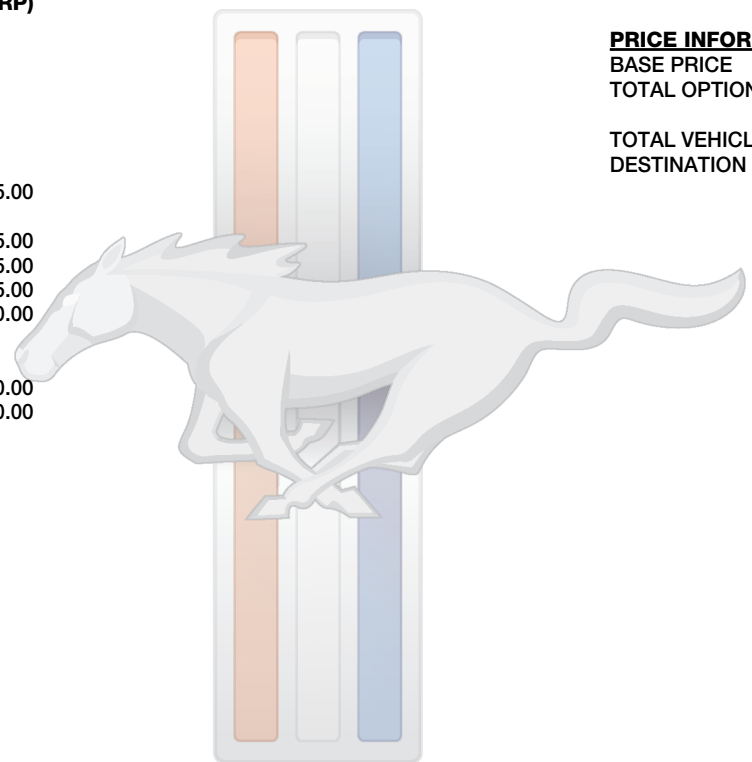 RP)
5.00
5.00
5.00
5.00
0.00
0.00
0.00
PRICE INFOR
BASE PRICE
TOTAL OPTION
TOTAL VEHICL
DESTINATION